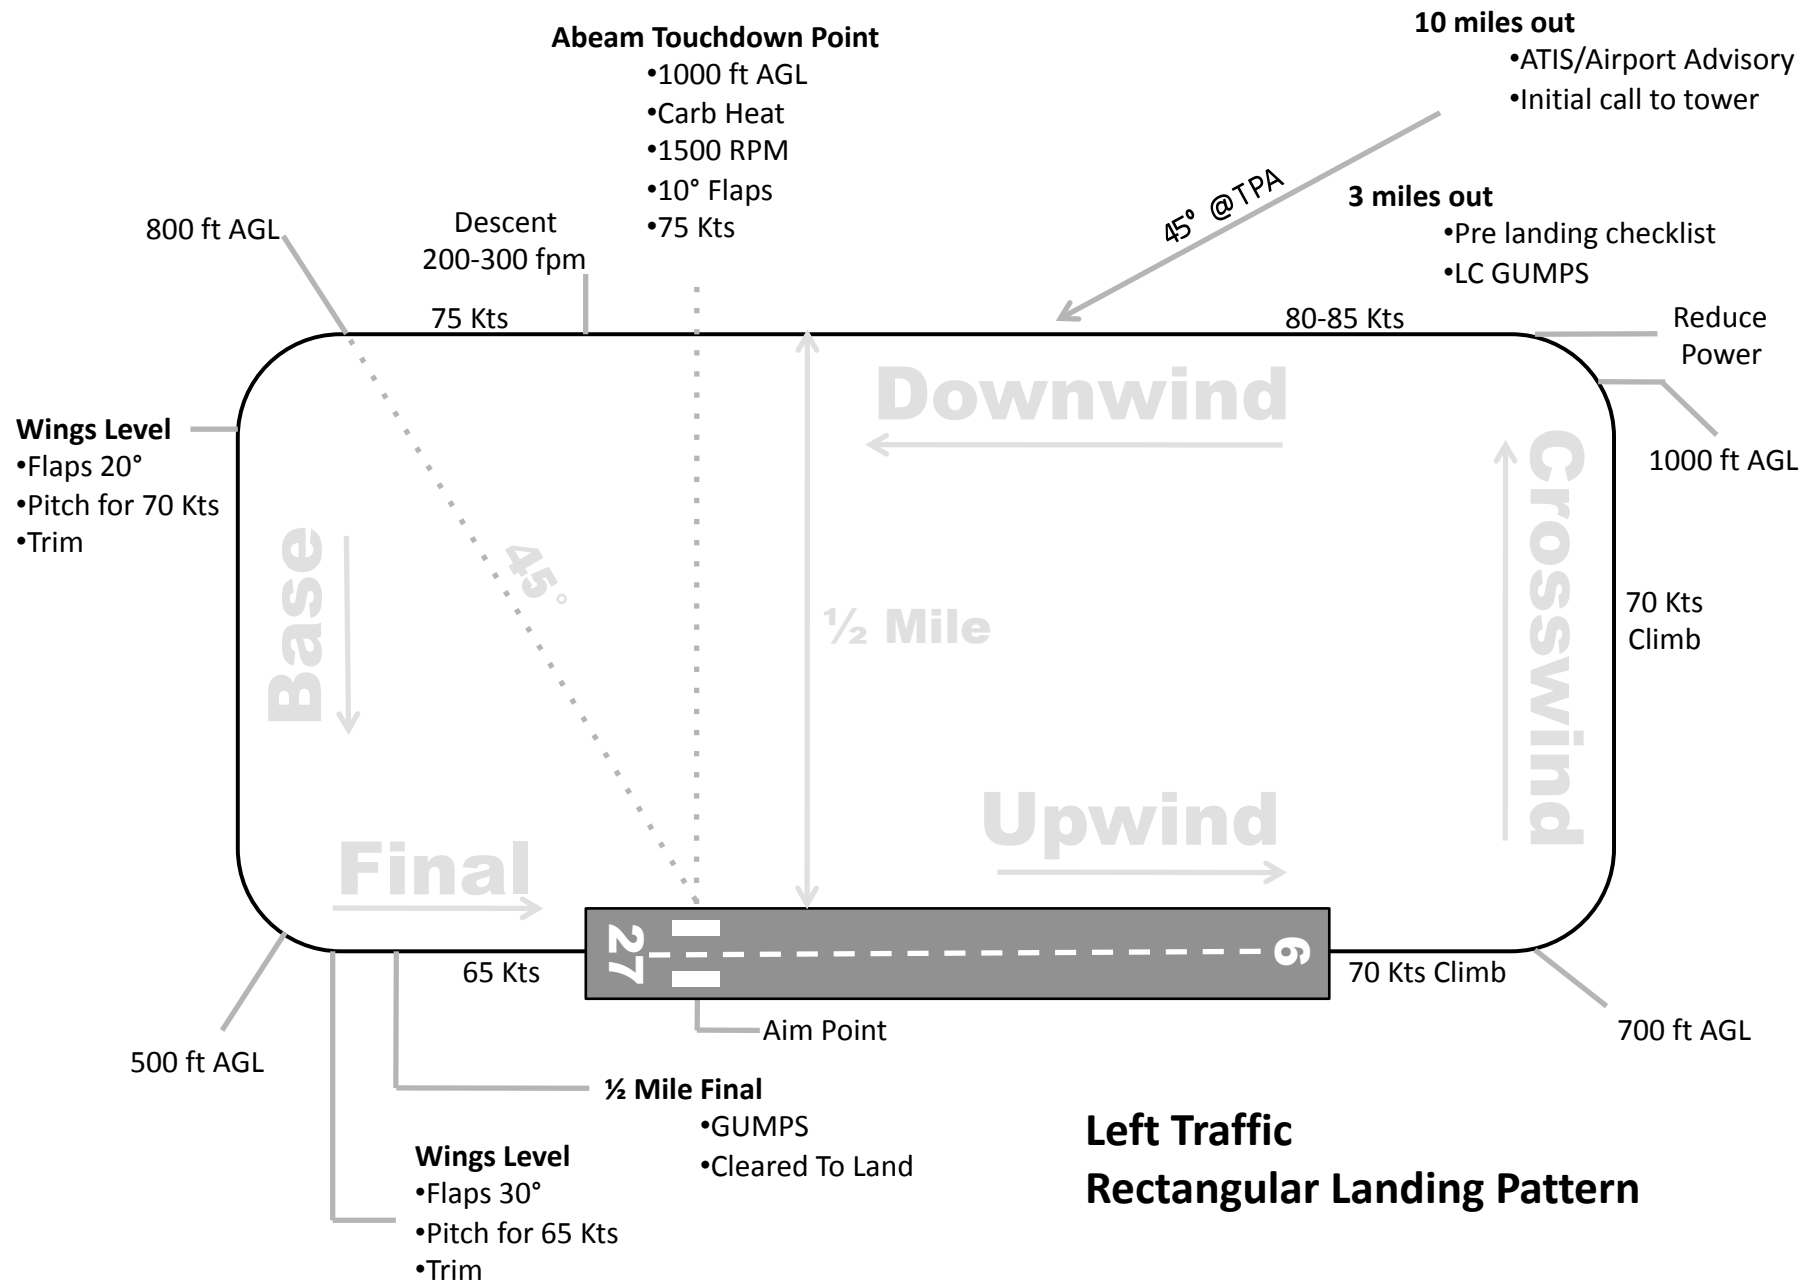 Abeam Touchdown Point
•1000 ft AGL
•Carb Heat
•1500 RPM
•10° Flaps
•75 Kts
10 miles out
•ATIS/Airport Advisory
•Initial call to tower
45° @TPA
3 miles out
•Pre landing checklist
•LC GUMPS
800 ft AGL
Descent
200-300 fpm
75 Kts
80-85 Kts
Reduce
Power
Downwind
1000 ft AGL
Wings Level
•Flaps 20°
•Pitch for 70 Kts
•Trim
Base
45°
½ Mile
Crosswind
70 Kts
Climb
Final
Upwind
27
6
65 Kts
70 Kts Climb
Aim Point
500 ft AGL
700 ft AGL
½ Mile Final
•GUMPS
•Cleared To Land
Wings Level
•Flaps 30°
•Pitch for 65 Kts
•Trim
Left Traffic
Rectangular Landing Pattern